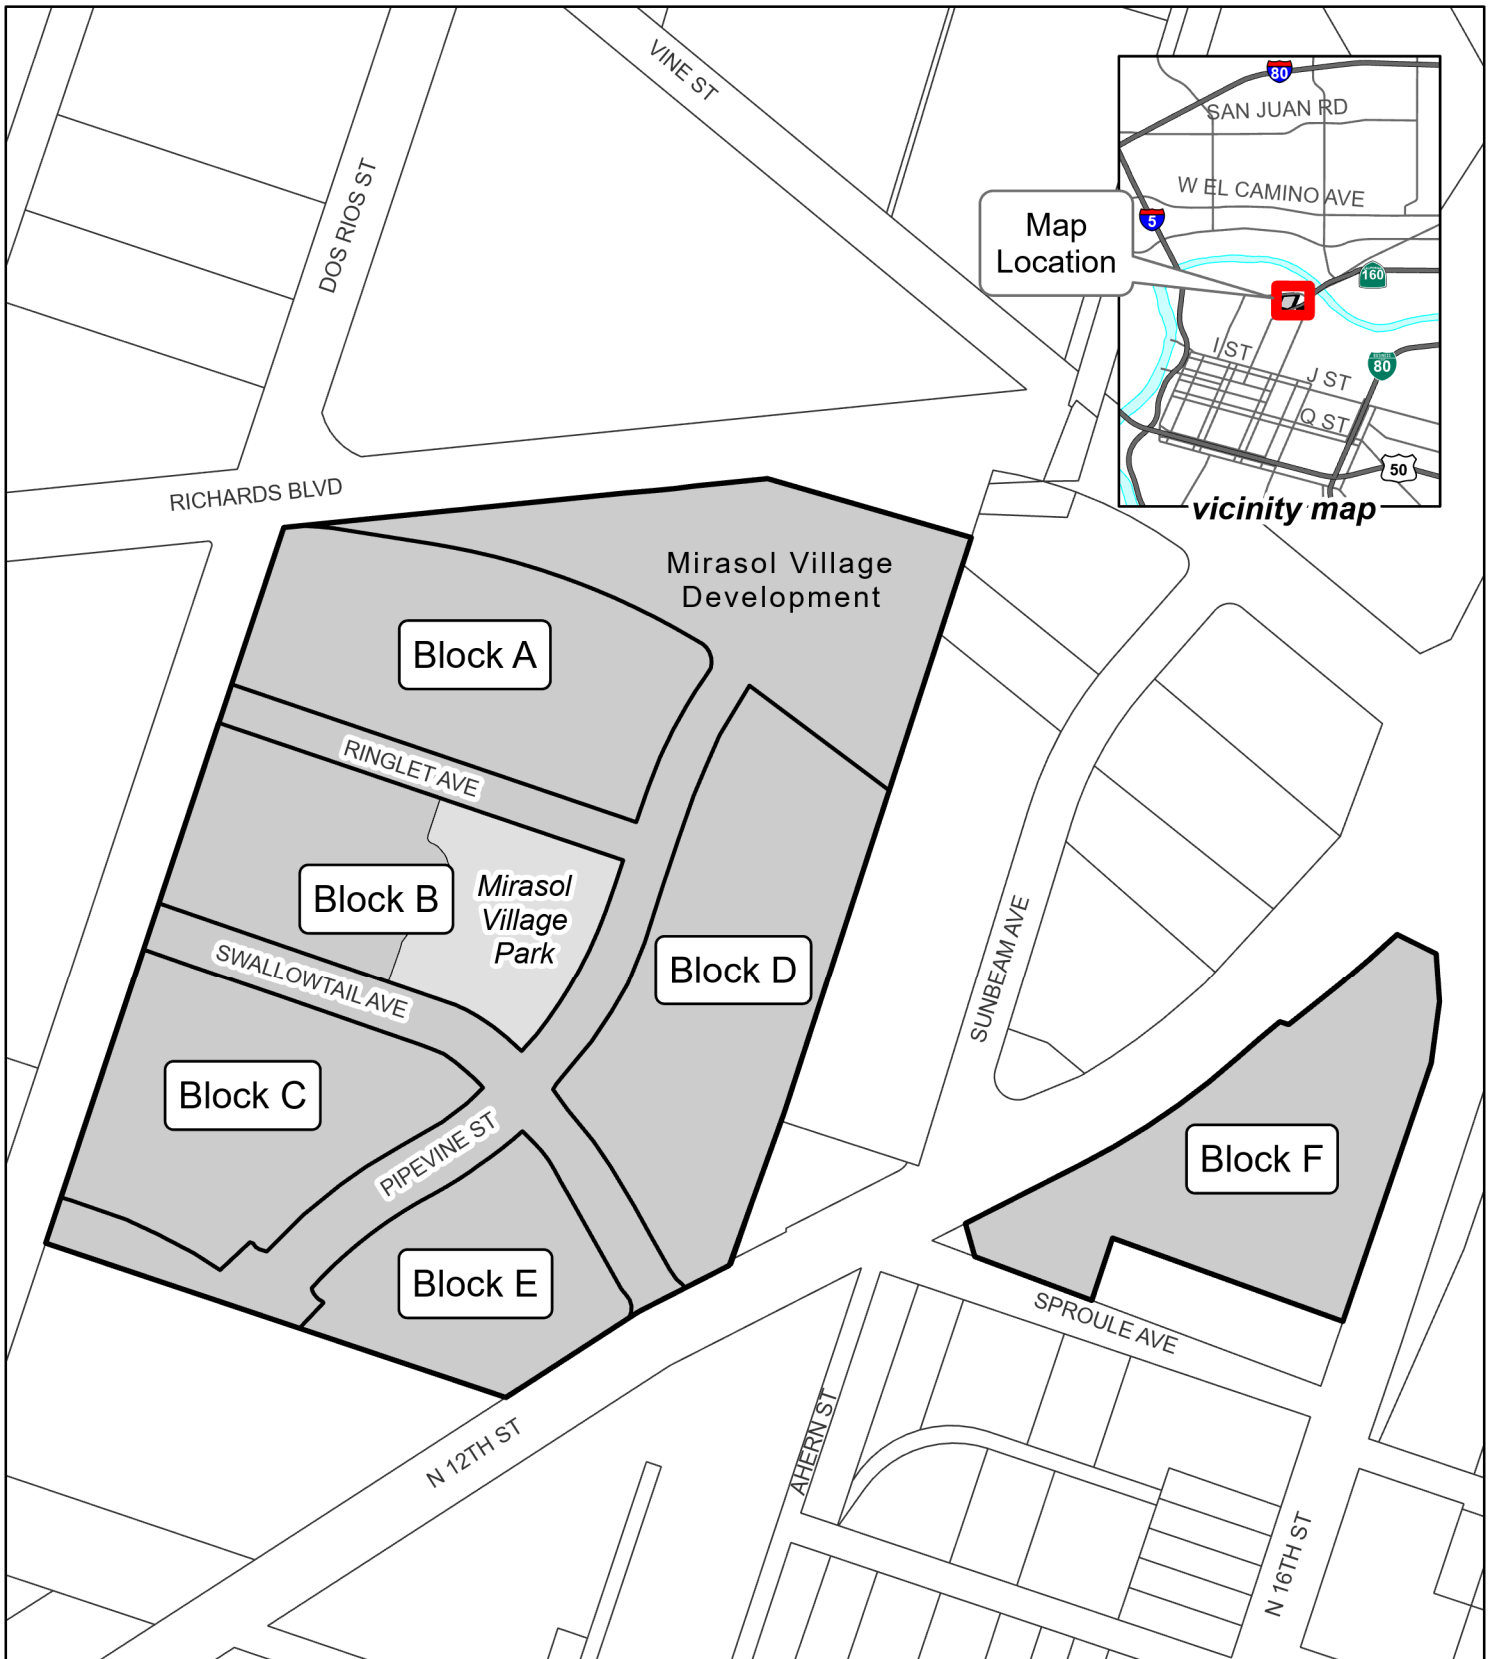 VINE ST
DOS RIOS ST
RICHARDS BLVD
80
SAN JUAN RD
W EL CAMINO AVE
5
Map
Location
160
I ST
J ST
80
Q ST
50
vicinity map
Mirasol Village
Development
Block A
RINGLET AVE
Block B
Mirasol
Village
Park
SWALLOWTAIL AVE
Block D
SUNBEAM AVE
Block C
PIPEVINE ST
Block F
Block E
SPROULE AVE
N 12TH ST
AHERN ST
N 16TH ST